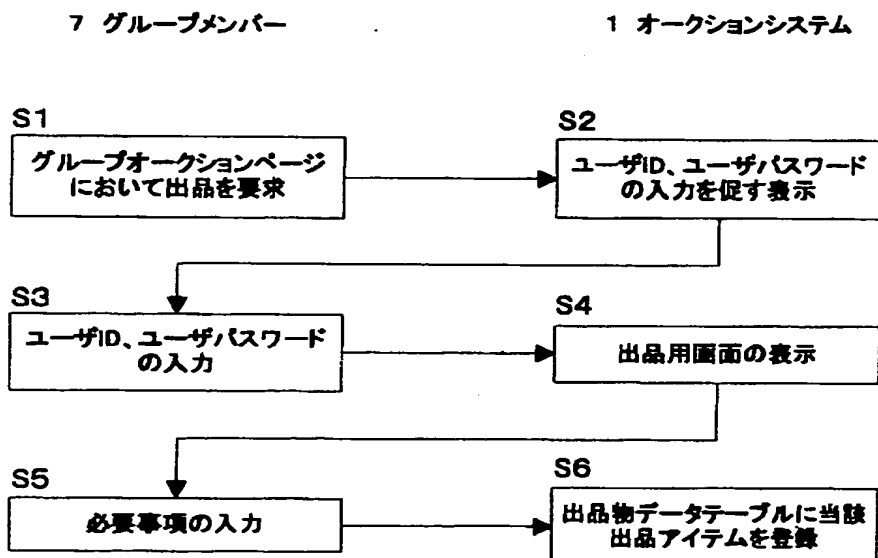 7 グループメンバー
1 オークションシステム
S1
グループオークションページ
において出品を要求
S2
ユーザID、ユーザパスワード
の入力を促す表示
S3
ユーザID、ユーザパスワード
の入力
S4
出品用画面の表示
S5
必要事項の入力
S6
出品物データテーブルに当該
出品アイテムを登録